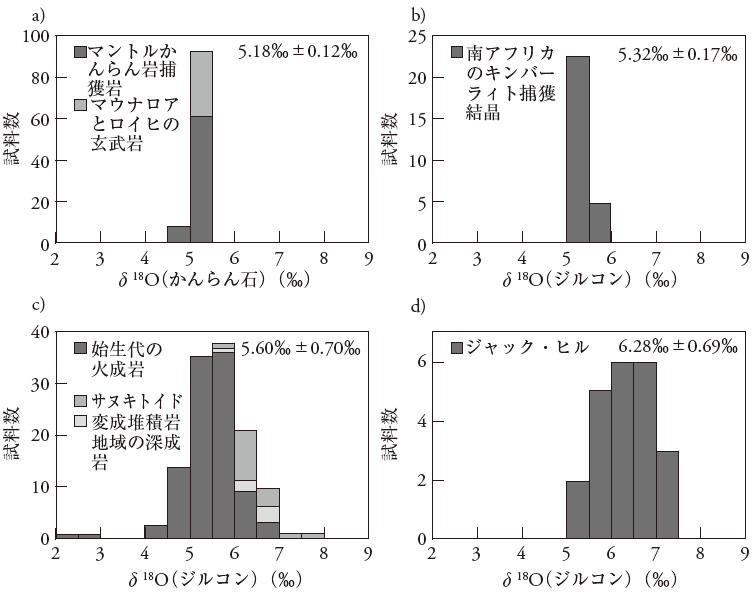 a)
100
80
60
40
20
0
試料数
マントルか
んらん岩捕
獲岩
マウナロア
とロイヒの
玄武岩
5.18‰±0.12‰
2 3 4 5 6 7 8 9
δ 18O(かんらん石)(‰)
b)
25
20
15
10
5
0
試料数
南アフリカ
のキンバー
ライト捕獲
結晶
5.32‰±0.17‰
2 3 4 5 6 7 8 9
δ 18O(ジルコン)(‰)
c)
40
30
20
10
0
試料数
始生代の
火成岩
サヌキトイド
変成堆積岩
地域の深成
岩
5.60‰±0.70‰
2 3 4 5 6 7 8 9
δ 18O(ジルコン)(‰)
d)
6
4
2
0
試料数
ジャック・ヒル
6.28‰±0.69‰
2 3 4 5 6 7 8 9
δ 18O(ジルコン)(‰)